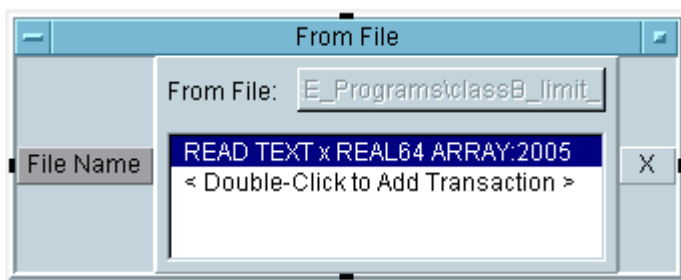 From File
From File: E_Programs\classB_limit_
File Name
READ TEXT x REAL64 ARRAY:2005
X
< Double-Click to Add Transaction >